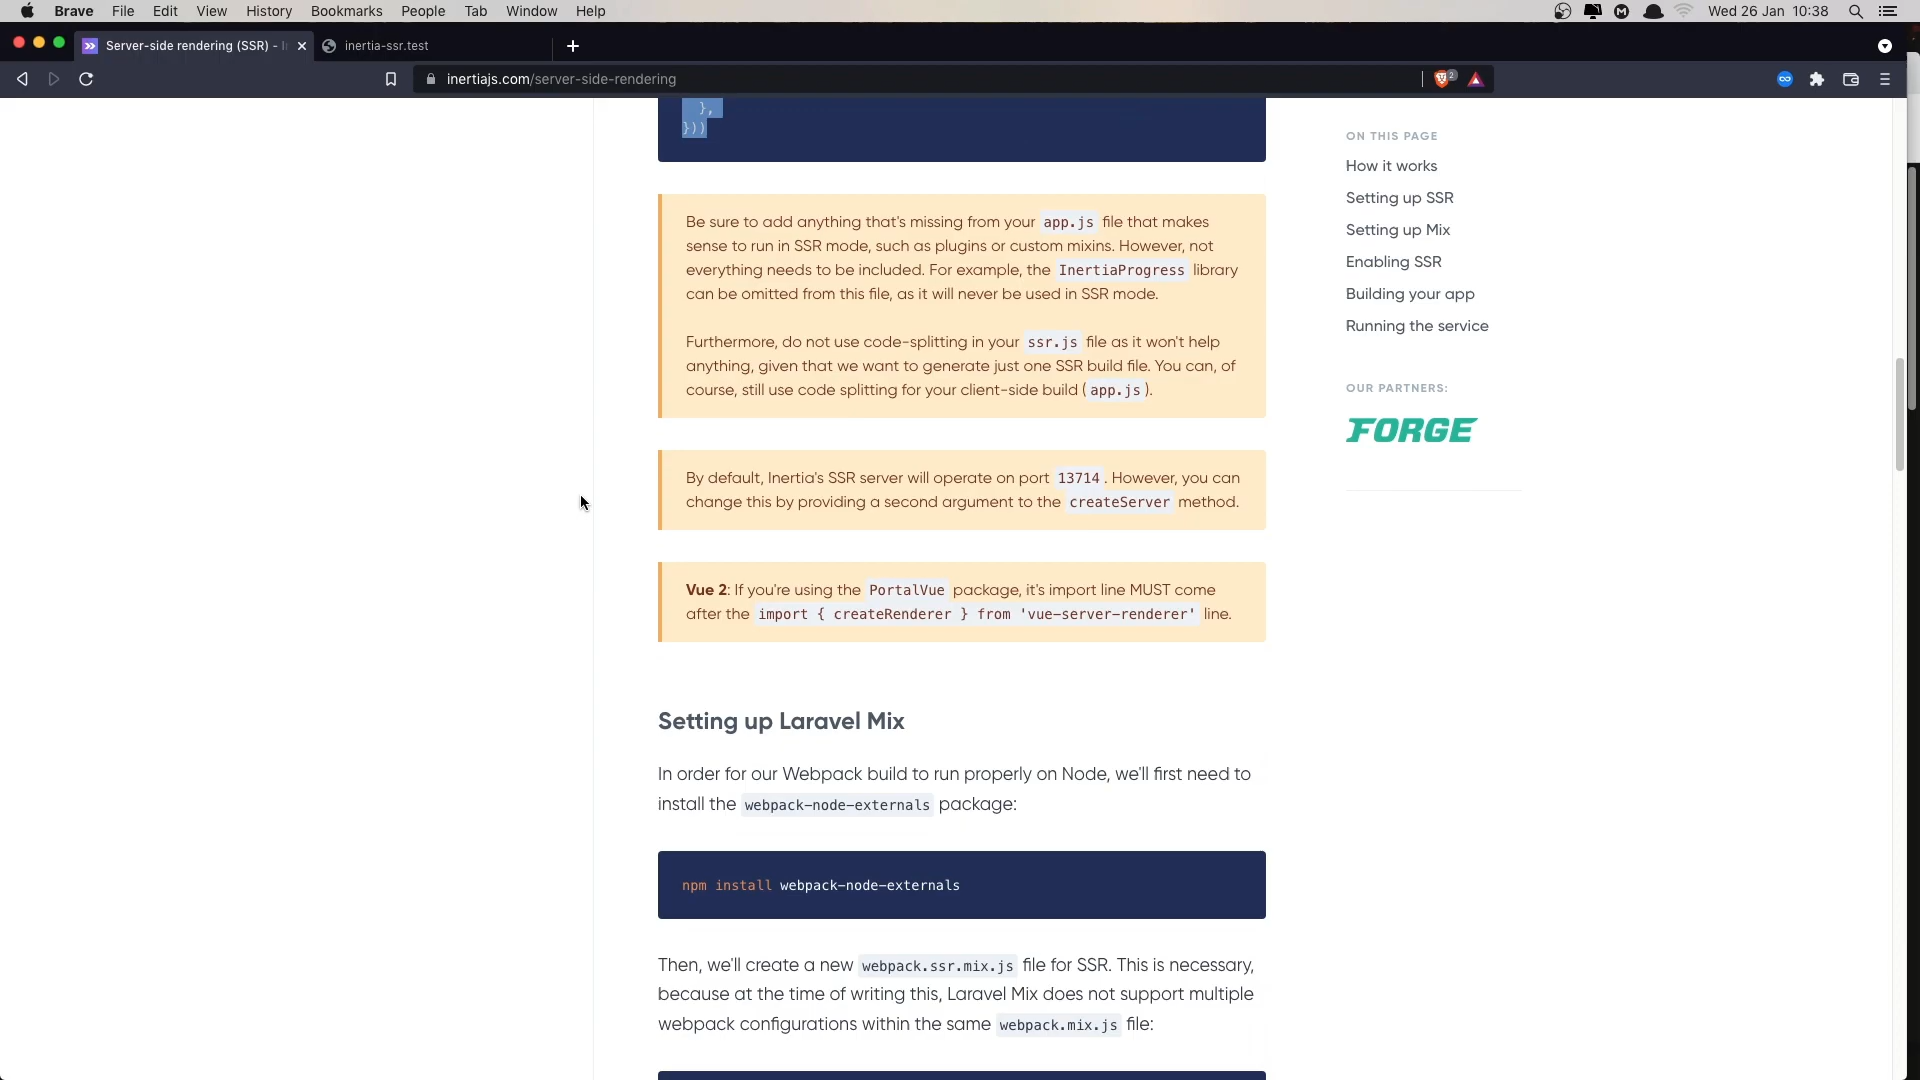 Brave File Edit View History Bookmarks People Tab Window Help
Wed 26 Jan 10:38
Server-side rendering (SSR) - I
inertia-ssr.test
inertiajs.com/server-side-rendering
2
},
}))
Be sure to add anything that's missing from your app.js file that makes
sense to run in SSR mode, such as plugins or custom mixins. However, not
everything needs to be included. For example, the InertiaProgress library
can be omitted from this file, as it will never be used in SSR mode.
Furthermore, do not use code-splitting in your ssr.js file as it won't help
anything, given that we want to generate just one SSR build file. You can, of
course, still use code splitting for your client-side build (app.js).
By default, Inertia's SSR server will operate on port 13714. However, you can
change this by providing a second argument to the createServer method.
Vue 2: If you're using the PortalVue package, it's import line MUST come
after the import { createRenderer } from 'vue-server-renderer' line.
Setting up Laravel Mix
In order for our Webpack build to run properly on Node, we'll first need to
install the webpack-node-externals package:
npm install webpack-node-externals
Then, we'll create a new webpack.ssr.mix.js file for SSR. This is necessary,
because at the time of writing this, Laravel Mix does not support multiple
webpack configurations within the same webpack.mix.js file:
ON THIS PAGE
How it works
Setting up SSR
Setting up Mix
Enabling SSR
Building your app
Running the service
OUR PARTNERS:
FORGE